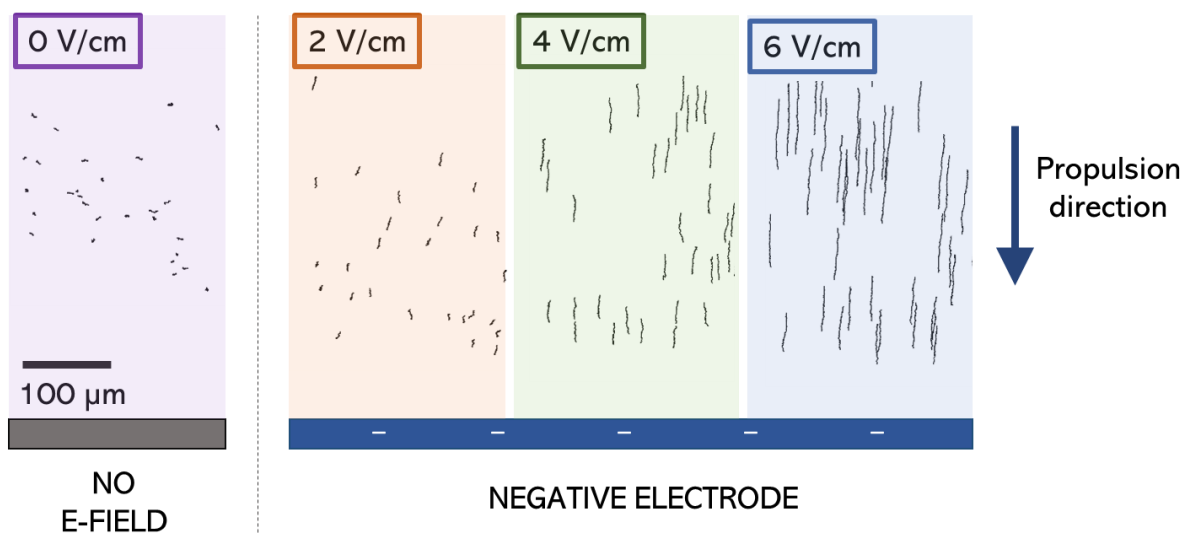 0 V/cm
2 V/cm
4 V/cm
6 V/cm
Propulsion
direction
100 µm
– – – – –
NO
E-FIELD
NEGATIVE ELECTRODE